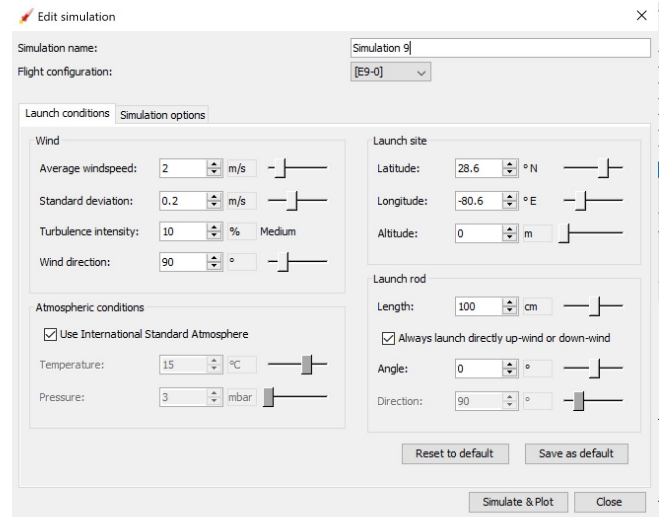 Edit simulation
Simulation name: Simulation 9
Flight configuration: [E9-0]
Launch conditions Simulation options
Wind
Average windspeed: 2 m/s
Standard deviation: 0.2 m/s
Turbulence intensity: 10 % Medium
Wind direction: 90 °
Atmospheric conditions
Use International Standard Atmosphere
Temperature: 15 °C
Pressure: 3 mbar
Launch site
Latitude: 28.6 ° N
Longitude: -80.6 ° E
Altitude: 0 m
Launch rod
Length: 100 cm
Always launch directly up-wind or down-wind
Angle: 0 °
Direction: 90 °
Reset to default Save as default
Simulate & Plot Close